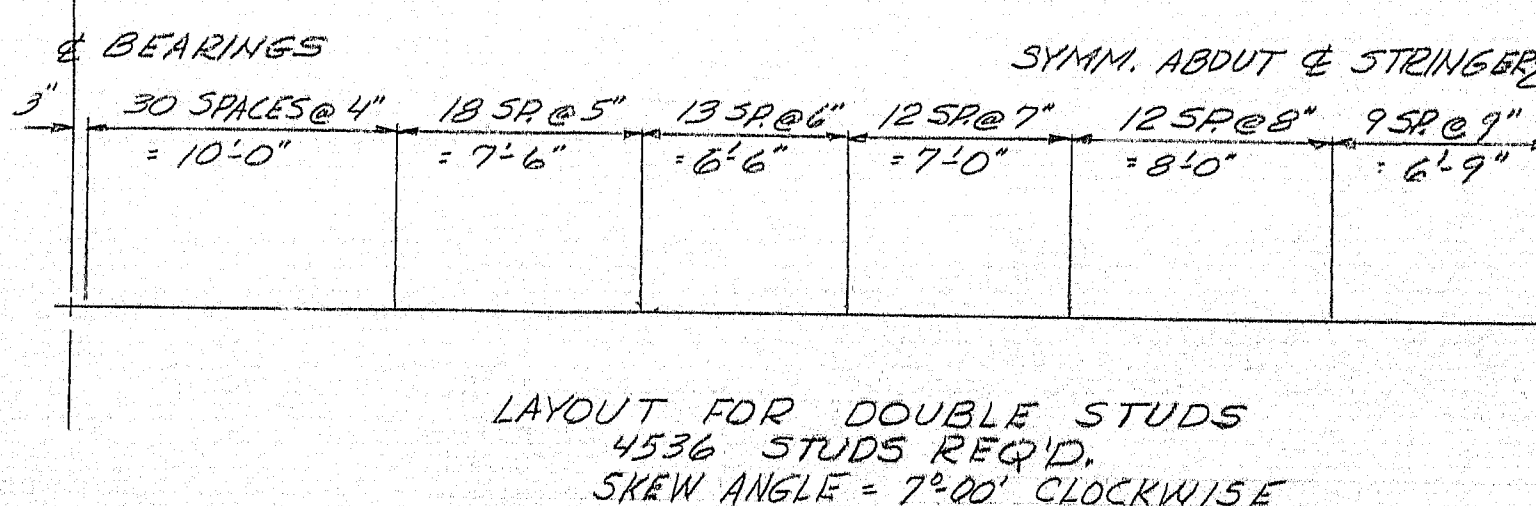 ℄ BEARINGS
SYMM. ABOUT ℄ STRINGER
3" 30 SPACES@4" 18 SP.@5" 13 SP.@6" 12 SP.@7" 12 SP.@8" 9 SP.@9"
= 10'-0" = 7'-6" = 6'-6" = 7'-0" = 8'-0" = 6'-9"
LAYOUT FOR DOUBLE STUDS
4536 STUDS REQ'D.
SKEW ANGLE = 7°-00' CLOCKWISE